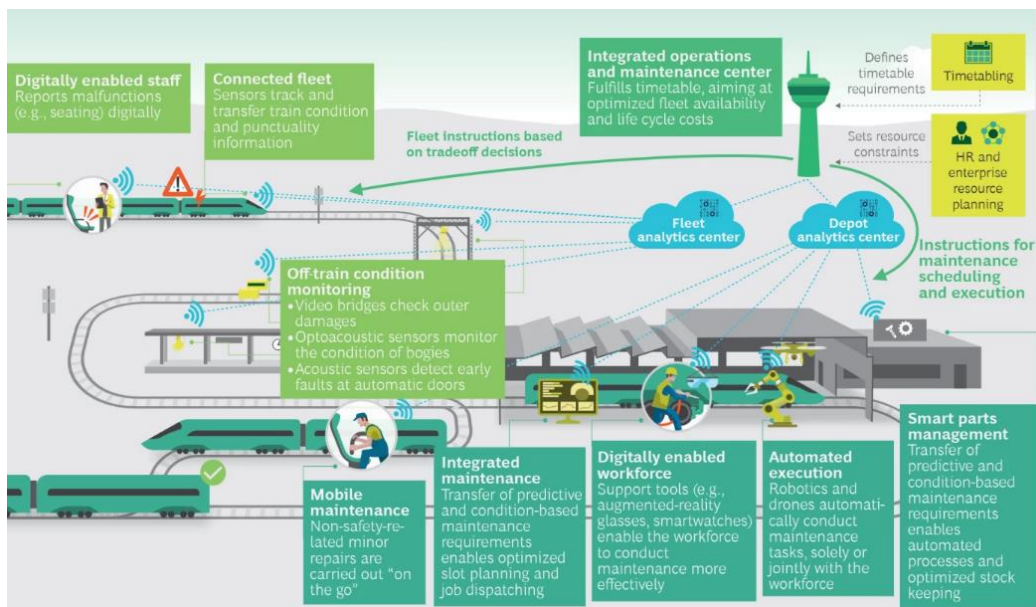 Digitally enabled staff
Reports malfunctions
(e.g., seating) digitally
Connected fleet
Sensors track and
transfer train condition
and punctuality
information
Integrated operations
and maintenance center
Fulfills timetable, aiming at
optimized fleet availability
and life cycle costs
Defines
timetable
requirements
Timetabling
Sets resource
constraints
HR and
enterprise
resource
planning
Fleet instructions based
on tradeoff decisions
Fleet
analytics center
Depot
analytics center
Instructions for
maintenance
scheduling
and execution
Off-train condition
monitoring
•Video bridges check outer
damages
•Optoacoustic sensors monitor
the condition of bogies
•Acoustic sensors detect early
faults at automatic doors
Mobile
maintenance
Non-safety-re-
lated minor
repairs are
carried out "on
the go"
Integrated
maintenance
Transfer of predictive
and condition-based
maintenance
requirements
enables optimized
slot planning and
job dispatching
Digitally enabled
workforce
Support tools (e.g.,
augmented-reality
glasses, smartwatches)
enable the workforce
to conduct
maintenance more
effectively
Automated
execution
Robotics and
drones automati-
cally conduct
maintenance
tasks, solely or
jointly with the
workforce
Smart parts
management
Transfer of
predictive and
condition-based
maintenance
requirements
enables
automated
processes and
optimized stock
keeping